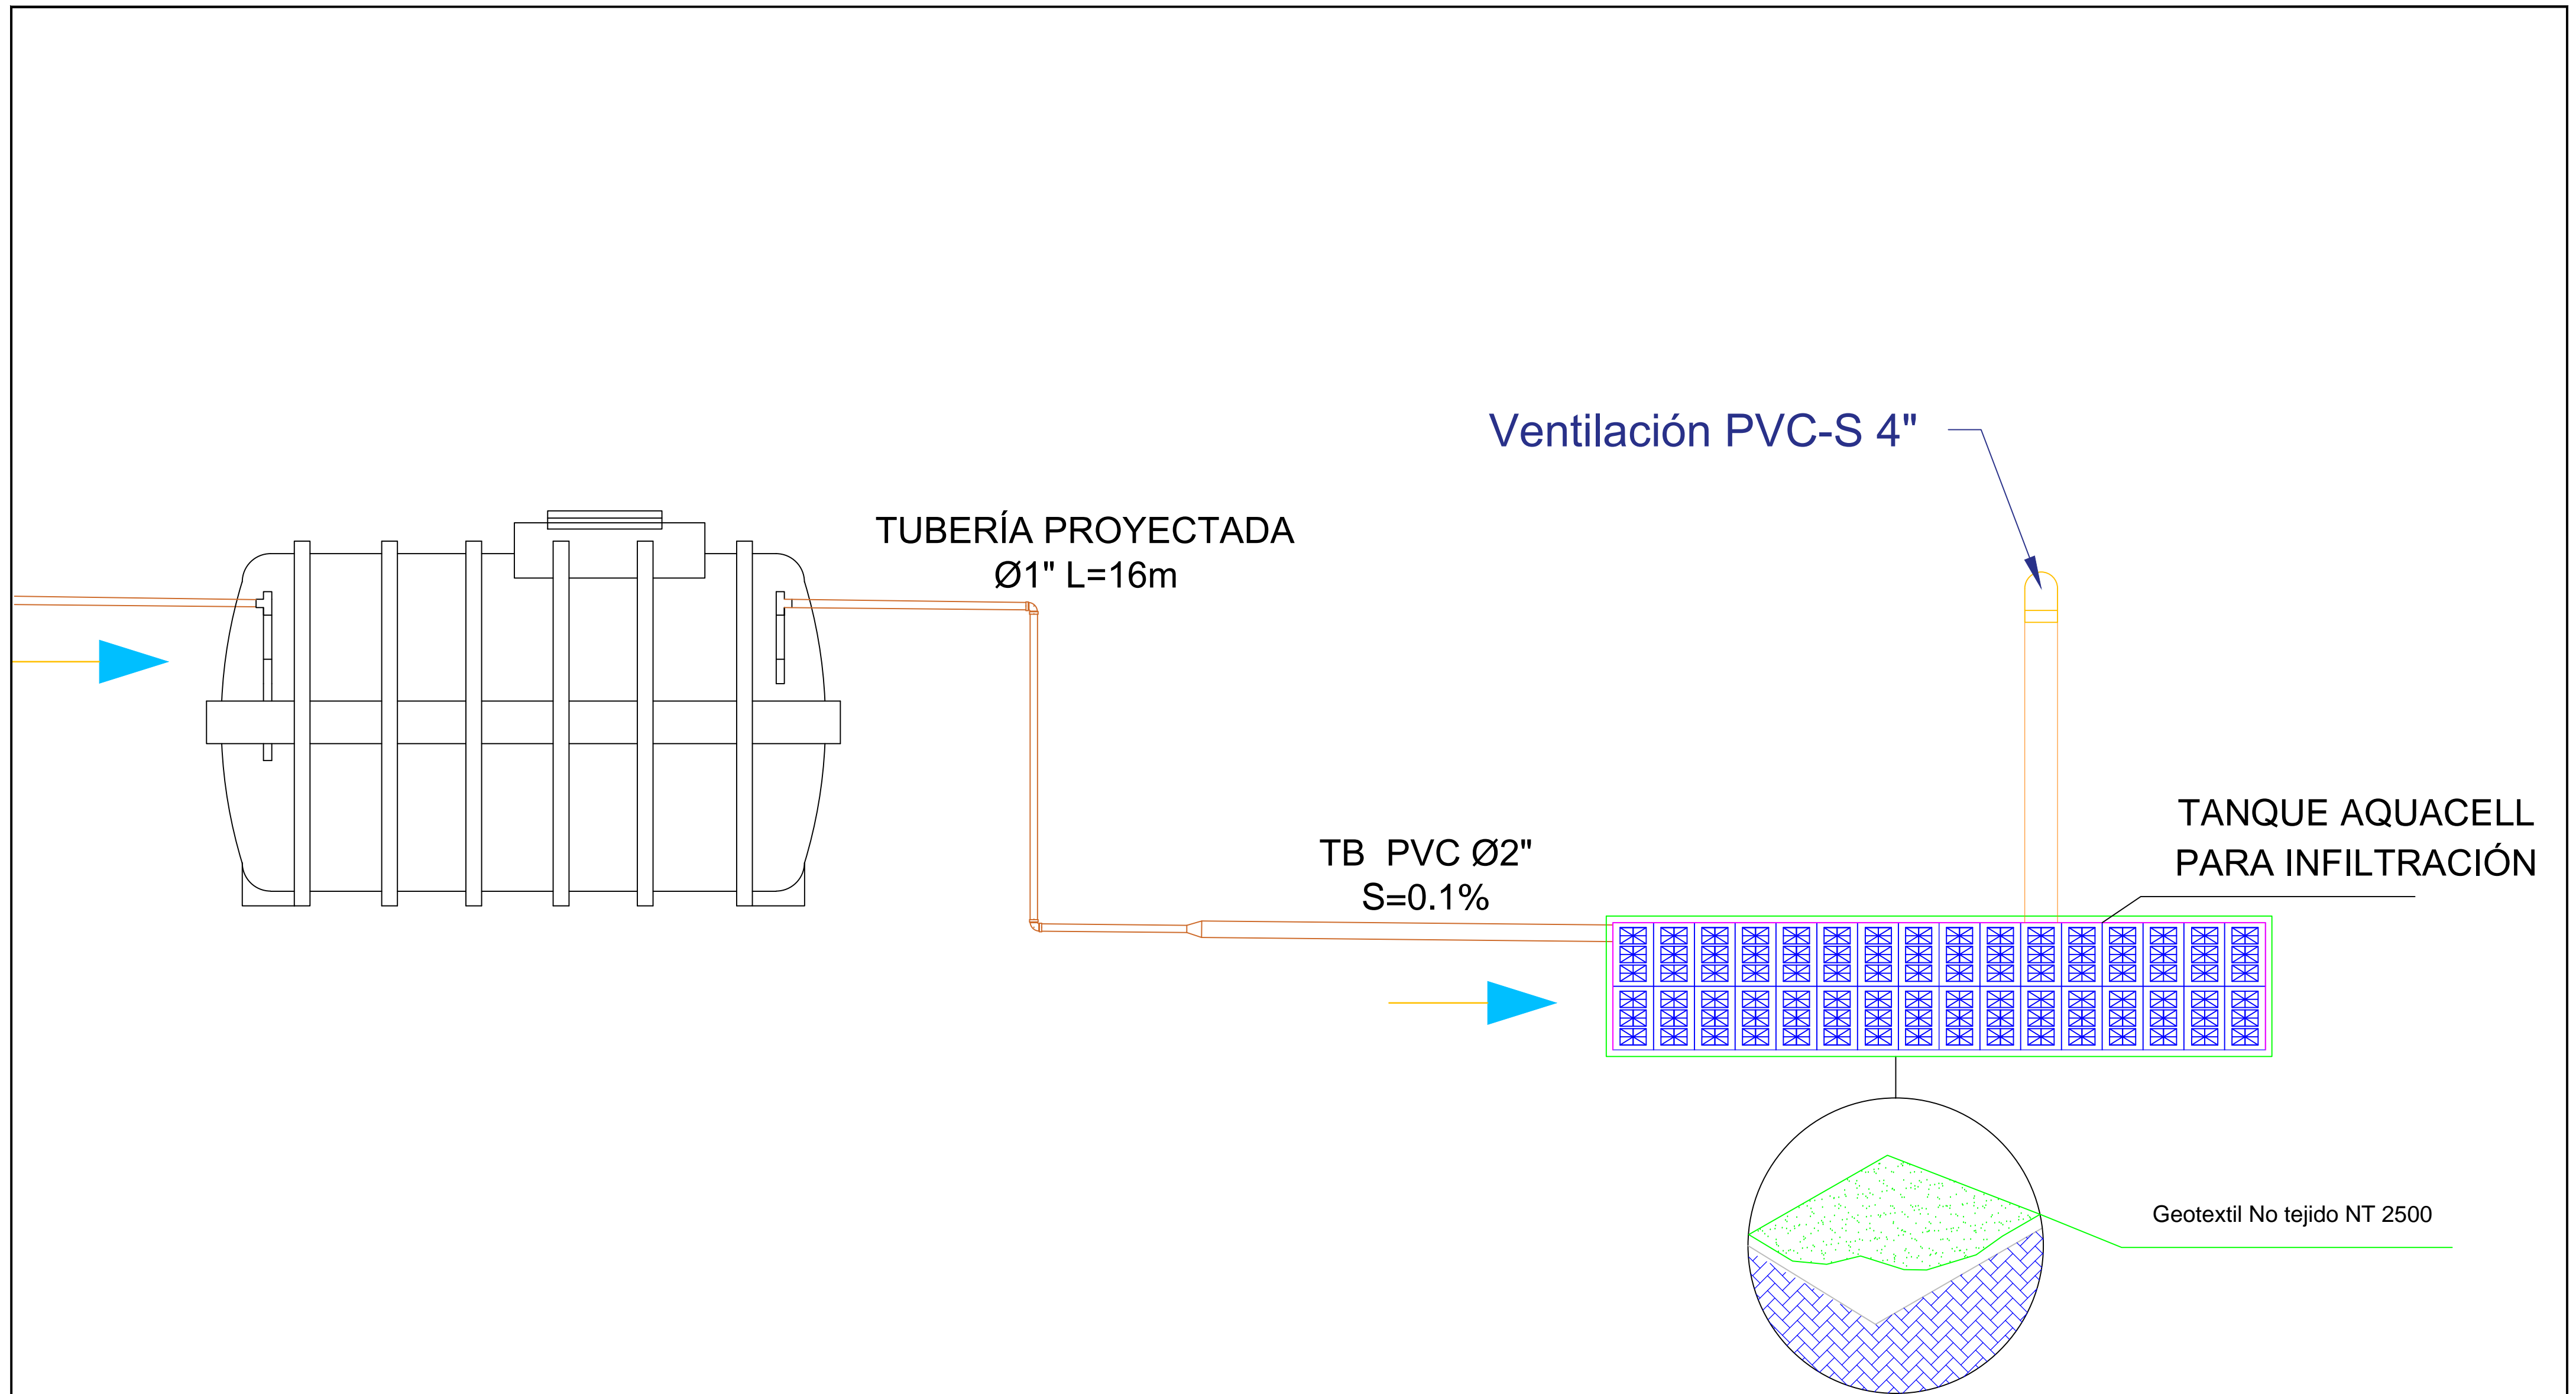 Ventilación PVC-S 4"
TUBERÍA PROYECTADA
Ø1" L=16m
TANQUE AQUACELL
PARA INFILTRACIÓN
TB PVC Ø2"
S=0.1%
Geotextil No tejido NT 2500